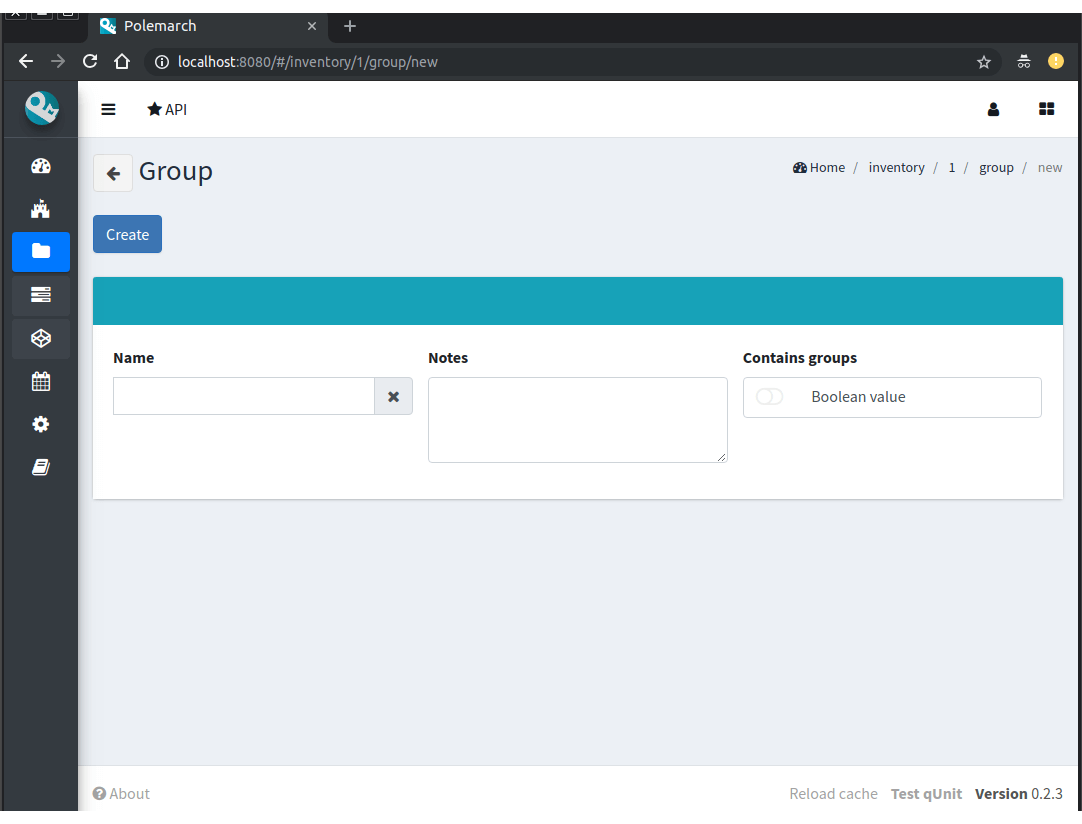 Polemarch
localhost:8080/#/inventory/1/group/new
API
Group
Home / inventory / 1 / group / new
Create
Name Notes Contains groups
Boolean value
About Reload cache Test qUnit Version 0.2.3